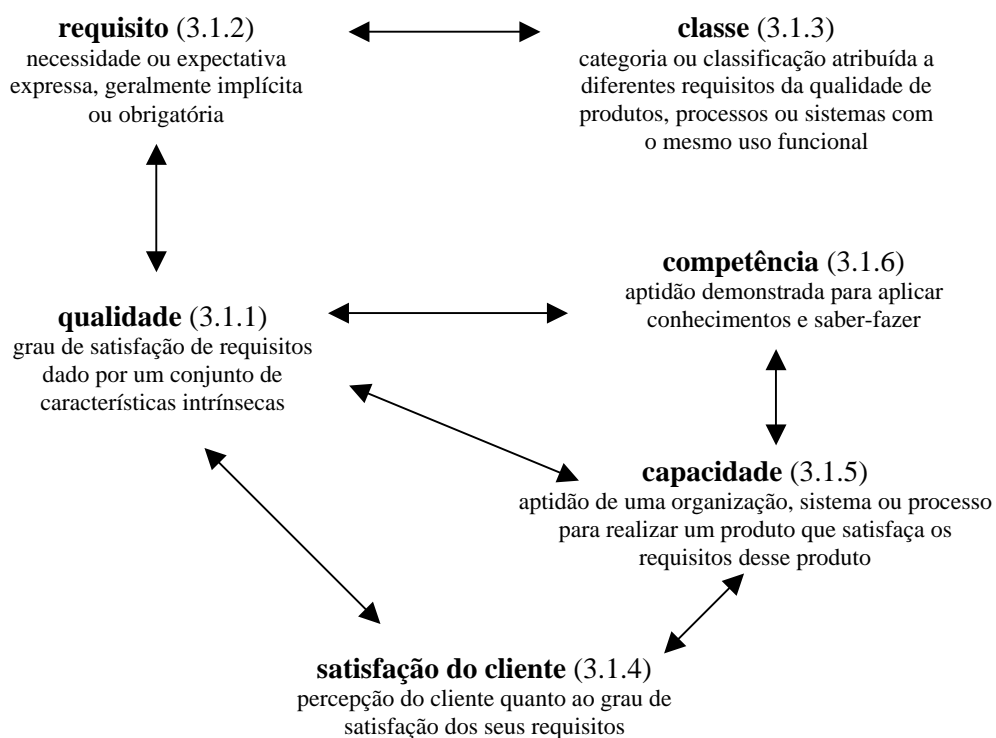 requisito (3.1.2)
necessidade ou expectativa
expressa, geralmente implícita
ou obrigatória
classe (3.1.3)
categoria ou classificação atribuída a
diferentes requisitos da qualidade de
produtos, processos ou sistemas com
o mesmo uso funcional
qualidade (3.1.1)
grau de satisfação de requisitos
dado por um conjunto de
características intrínsecas
competência (3.1.6)
aptidão demonstrada para aplicar
conhecimentos e saber-fazer
capacidade (3.1.5)
aptidão de uma organização, sistema ou processo
para realizar um produto que satisfaça os
requisitos desse produto
satisfação do cliente (3.1.4)
percepção do cliente quanto ao grau de
satisfação dos seus requisitos